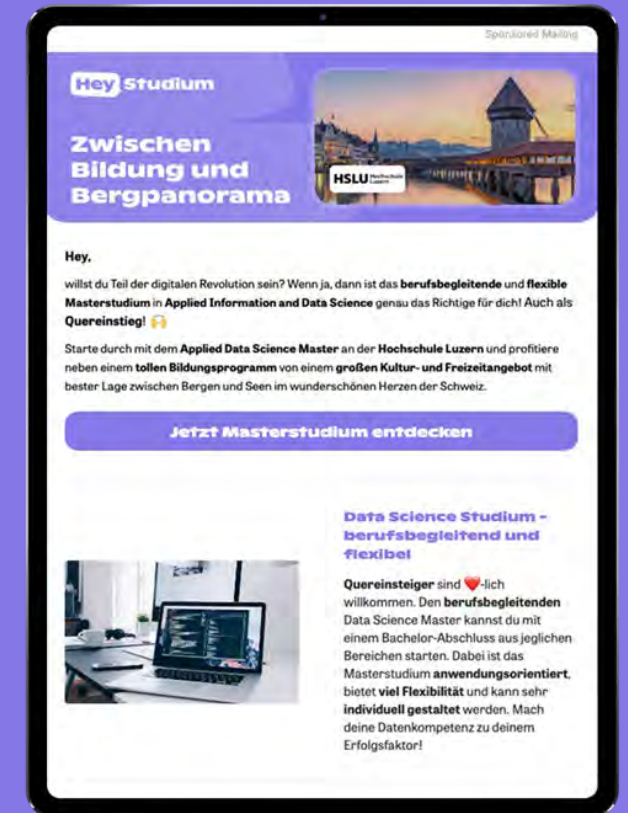 Sponsored Mailing
Hey Studium
Zwischen
Bildung und
Bergpanorama
HSLU Hochschule
Luzern
Hey,
willst du Teil der digitalen Revolution sein? Wenn ja, dann ist das berufsbegleitende und flexible
Masterstudium in Applied Information and Data Science genau das Richtige für dich! Auch als
Quereinstieg! 🙌
Starte durch mit dem Applied Data Science Master an der Hochschule Luzern und profitiere
neben einem tollen Bildungsprogramm von einem großen Kultur- und Freizeitangebot mit
bester Lage zwischen Bergen und Seen im wunderschönen Herzen der Schweiz.
Jetzt Masterstudium entdecken
Data Science Studium -
berufsbegleitend und
flexibel
Quereinsteiger sind ❤️-lich
willkommen. Den berufsbegleitenden
Data Science Master kannst du mit
einem Bachelor-Abschluss aus jeglichen
Bereichen starten. Dabei ist das
Masterstudium anwendungsorientiert,
bietet viel Flexibilität und kann sehr
individuell gestaltet werden. Mach
deine Datenkompetenz zu deinem
Erfolgsfaktor!